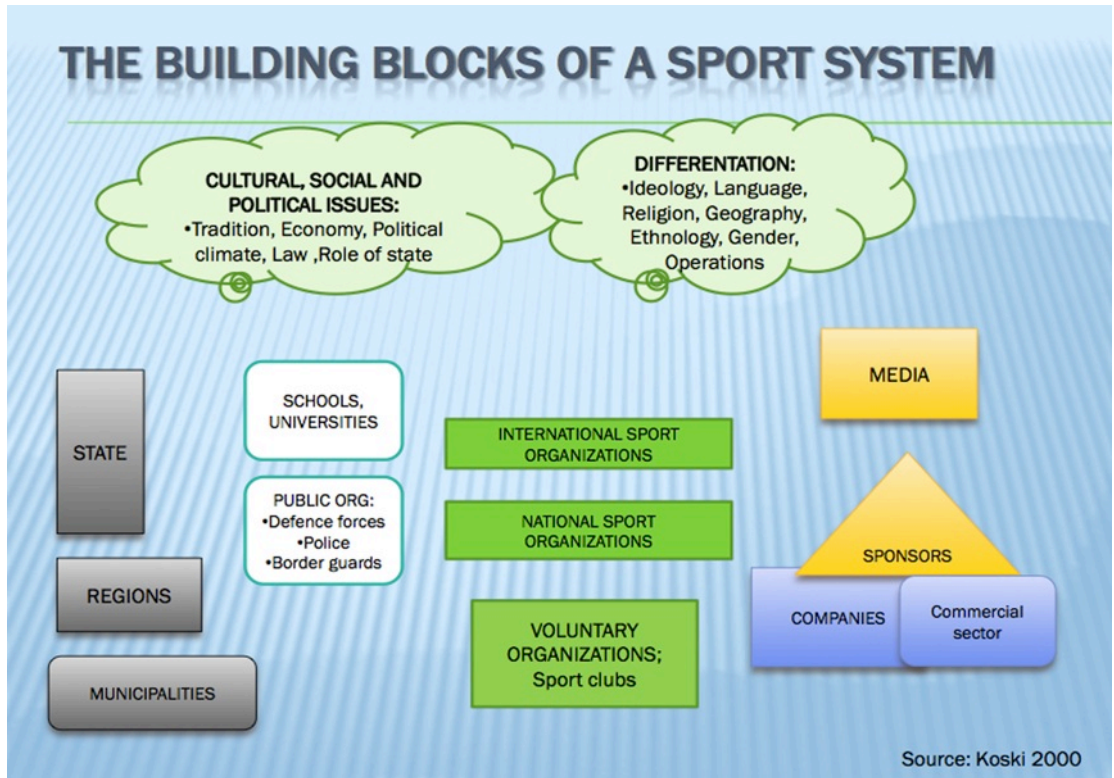 THE BUILDING BLOCKS OF A SPORT SYSTEM
CULTURAL, SOCIAL AND
POLITICAL ISSUES:
•Tradition, Economy, Political
climate, Law ,Role of state
DIFFERENTATION:
•Ideology, Language,
Religion, Geography,
Ethnology, Gender,
Operations
STATE
REGIONS
MUNICIPALITIES
SCHOOLS,
UNIVERSITIES
PUBLIC ORG:
•Defence forces
•Police
•Border guards
INTERNATIONAL SPORT
ORGANIZATIONS
NATIONAL SPORT
ORGANIZATIONS
VOLUNTARY
ORGANIZATIONS;
Sport clubs
MEDIA
SPONSORS
COMPANIES
Commercial
sector
Source: Koski 2000